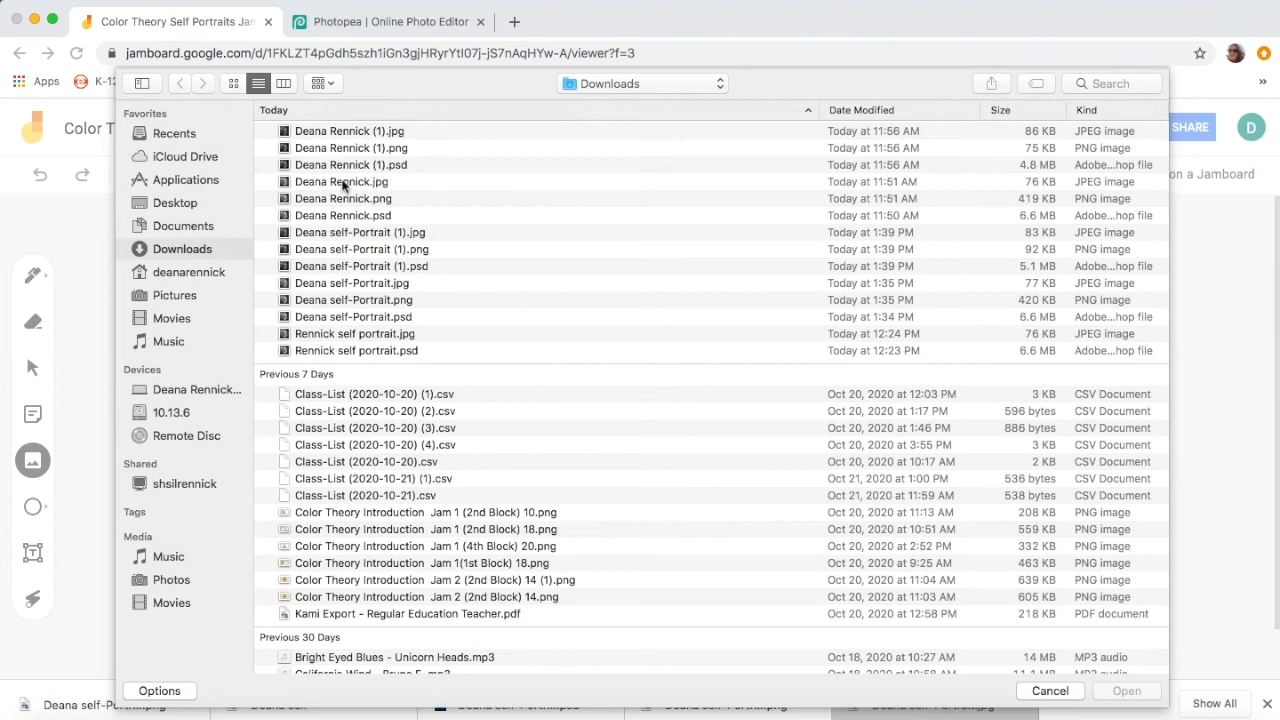 Color Theory Self Portraits Jan
Photopea | Online Photo Editor
jamboard.google.com/d/1FKLZT4pGdh5szh1iGn3gjHRyrYtI07j-jS7nAqHYw-A/viewer?f=3
Apps K-12
Downloads
Search
Favorites
Recents
iCloud Drive
Applications
Desktop
Documents
Downloads
deanarennick
Pictures
Movies
Music
Devices
Deana Rennick...
10.13.6
Remote Disc
Shared
shsilrennick
Tags
Media
Music
Photos
Movies
Today Date Modified Size Kind
Deana Rennick (1).jpg Today at 11:56 AM 86 KB JPEG image
Deana Rennick (1).png Today at 11:56 AM 75 KB PNG image
Deana Rennick (1).psd Today at 11:56 AM 4.8 MB Adobe...hop file
Deana Rennick.jpg Today at 11:51 AM 76 KB JPEG image
Deana Rennick.png Today at 11:51 AM 419 KB PNG image
Deana Rennick.psd Today at 11:50 AM 6.6 MB Adobe...hop file
Deana self-Portrait (1).jpg Today at 1:39 PM 83 KB JPEG image
Deana self-Portrait (1).png Today at 1:39 PM 92 KB PNG image
Deana self-Portrait (1).psd Today at 1:39 PM 5.1 MB Adobe...hop file
Deana self-Portrait.jpg Today at 1:35 PM 77 KB JPEG image
Deana self-Portrait.png Today at 1:35 PM 420 KB PNG image
Deana self-Portrait.psd Today at 1:34 PM 6.6 MB Adobe...hop file
Rennick self portrait.jpg Today at 12:24 PM 76 KB JPEG image
Rennick self portrait.psd Today at 12:23 PM 6.6 MB Adobe...hop file
Previous 7 Days
Class-List (2020-10-20) (1).csv Oct 20, 2020 at 12:03 PM 3 KB CSV Document
Class-List (2020-10-20) (2).csv Oct 20, 2020 at 1:17 PM 596 bytes CSV Document
Class-List (2020-10-20) (3).csv Oct 20, 2020 at 1:46 PM 886 bytes CSV Document
Class-List (2020-10-20) (4).csv Oct 20, 2020 at 3:55 PM 3 KB CSV Document
Class-List (2020-10-20).csv Oct 20, 2020 at 10:17 AM 2 KB CSV Document
Class-List (2020-10-21) (1).csv Oct 21, 2020 at 1:00 PM 536 bytes CSV Document
Class-List (2020-10-21).csv Oct 21, 2020 at 11:59 AM 538 bytes CSV Document
Color Theory Introduction Jam 1 (2nd Block) 10.png Oct 20, 2020 at 11:13 AM 208 KB PNG image
Color Theory Introduction Jam 1 (2nd Block) 18.png Oct 20, 2020 at 10:51 AM 559 KB PNG image
Color Theory Introduction Jam 1 (4th Block) 20.png Oct 20, 2020 at 2:52 PM 332 KB PNG image
Color Theory Introduction Jam 1(1st Block) 18.png Oct 20, 2020 at 9:25 AM 463 KB PNG image
Color Theory Introduction Jam 2 (2nd Block) 14 (1).png Oct 20, 2020 at 11:04 AM 639 KB PNG image
Color Theory Introduction Jam 2 (2nd Block) 14.png Oct 20, 2020 at 11:03 AM 605 KB PNG image
Kami Export - Regular Education Teacher.pdf Oct 20, 2020 at 12:58 PM 218 KB PDF document
Previous 30 Days
Bright Eyed Blues - Unicorn Heads.mp3 Oct 18, 2020 at 10:27 AM 14 MB MP3 audio
Options Cancel Open
Color Th
SHARE D
on a Jamboard
Show All